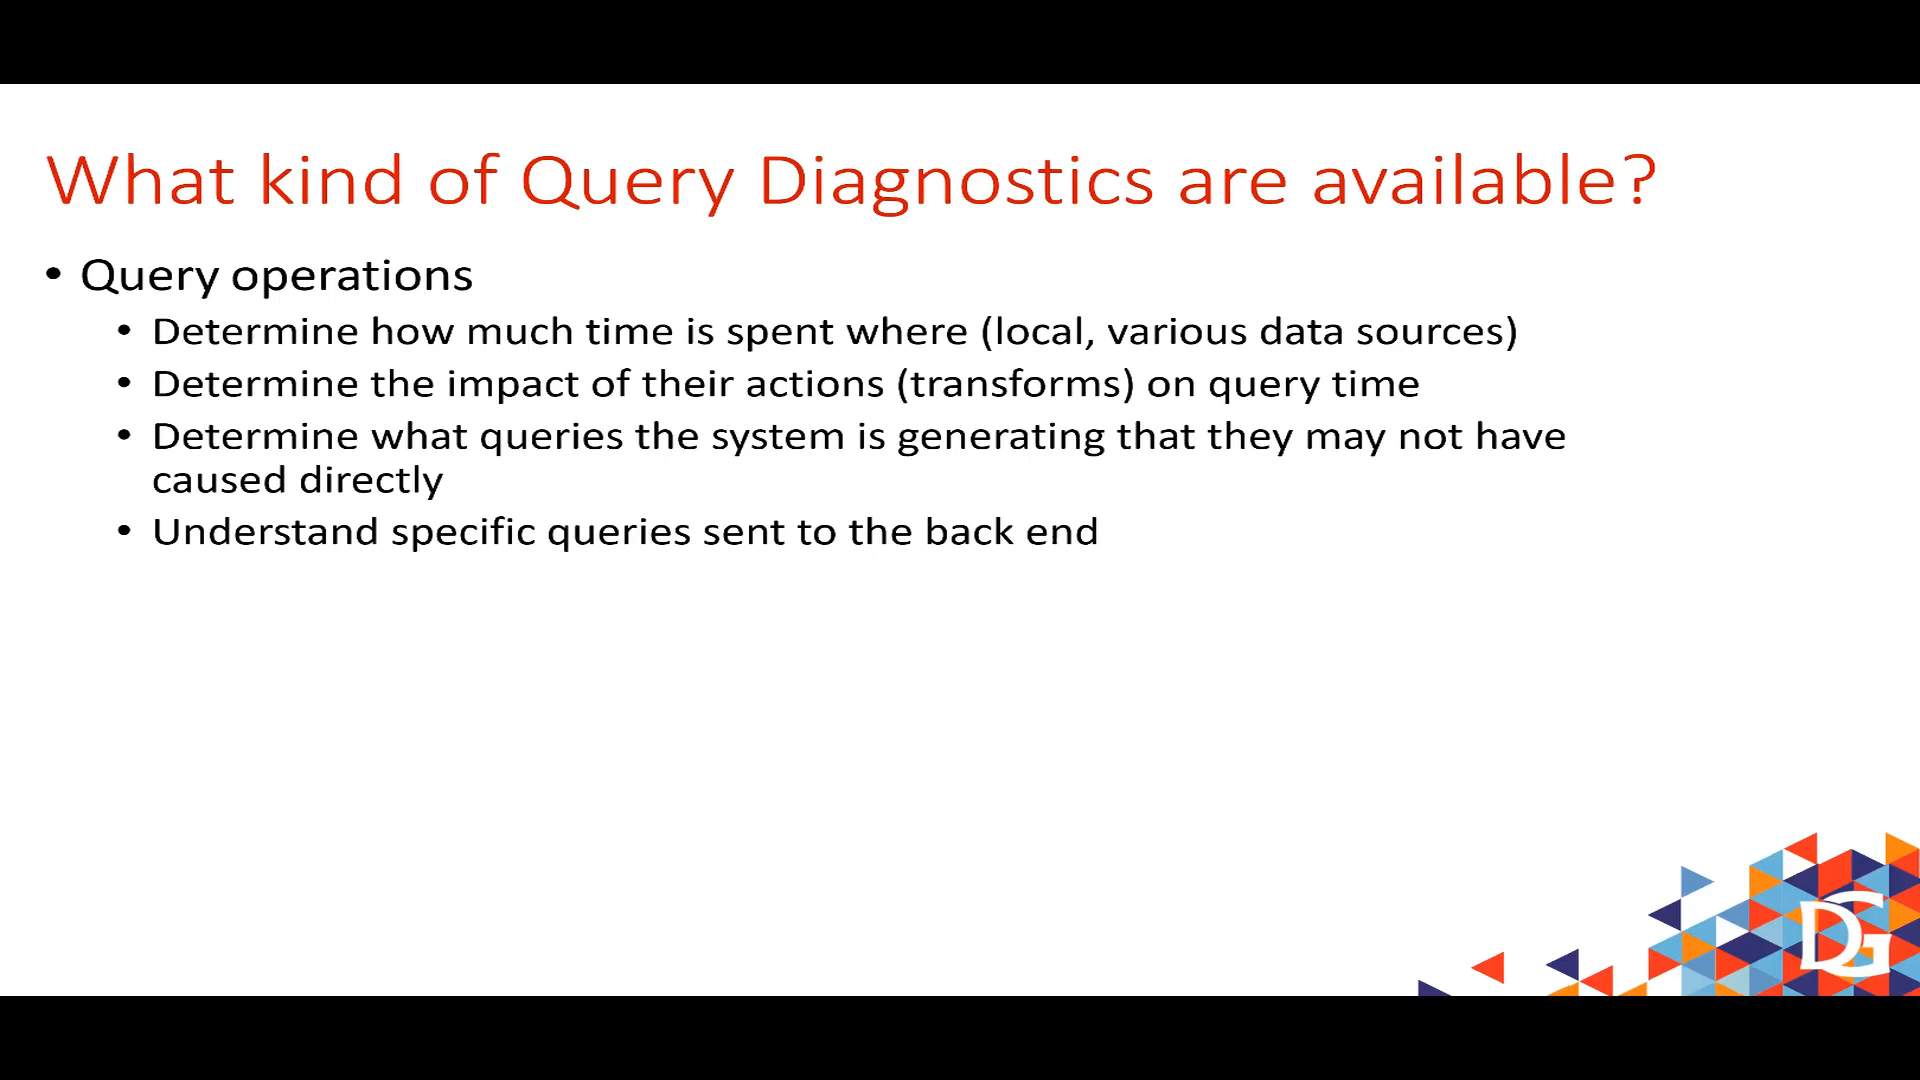 What kind of Query Diagnostics are available?
• Query operations
• Determine how much time is spent where (local, various data sources)
• Determine the impact of their actions (transforms) on query time
• Determine what queries the system is generating that they may not have
caused directly
• Understand specific queries sent to the back end
DG